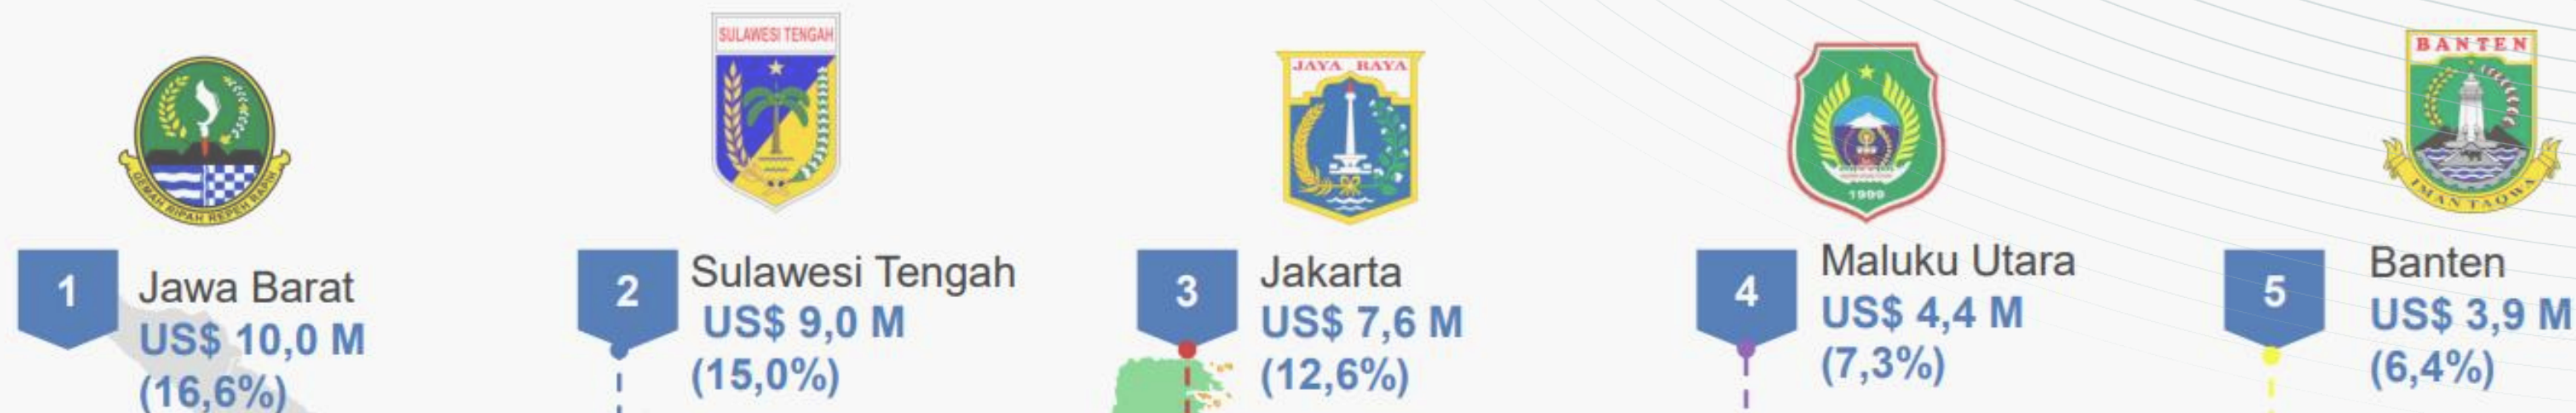 GEMAH RIPAH REPEH RAPIH
1
Jawa Barat
US$ 10,0 M
(16,6%)
SULAWESI TENGAH
2
Sulawesi Tengah
US$ 9,0 M
(15,0%)
JAYA RAYA
3
Jakarta
US$ 7,6 M
(12,6%)
1999
4
Maluku Utara
US$ 4,4 M
(7,3%)
BANTEN
IMAN TAQWA
5
Banten
US$ 3,9 M
(6,4%)